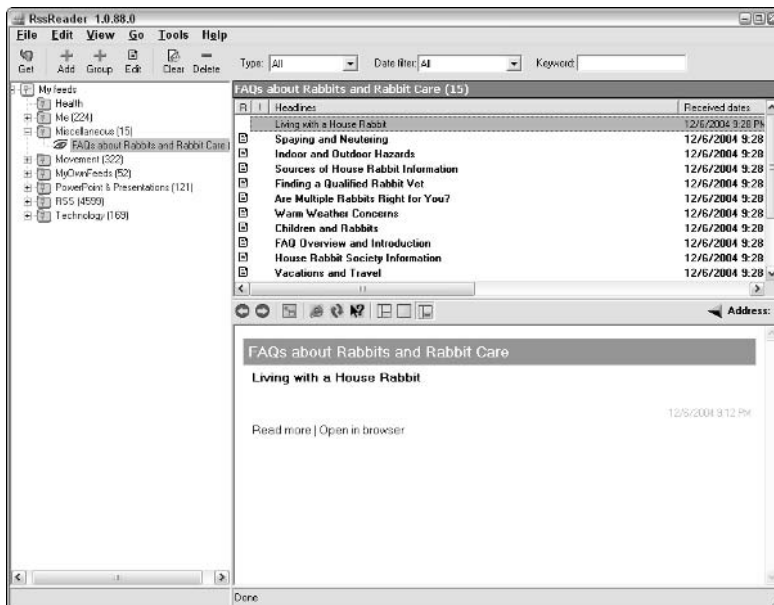 RssReader 1.0.88.0
File Edit View Go Tools Help
Get Add Group Edit Clear Delete Type: All Date filter: All Keyword:
My feeds
Health
Me (224)
Miscellaneous (15)
FAQs about Rabbits and Rabbit Care (
Movement (322)
MyOwnFeeds (52)
PowerPoint & Presentations (121)
RSS (4599)
Technology (169)
FAQs about Rabbits and Rabbit Care (15)
R ! Headlines Received dates
Living with a House Rabbit 12/6/2004 9:28 PM
Spaying and Neutering 12/6/2004 9:28
Indoor and Outdoor Hazards 12/6/2004 9:28
Sources of House Rabbit Information 12/6/2004 9:28
Finding a Qualified Rabbit Vet 12/6/2004 9:28
Are Multiple Rabbits Right for You? 12/6/2004 9:28
Warm Weather Concerns 12/6/2004 9:28
Children and Rabbits 12/6/2004 9:28
FAQ Overview and Introduction 12/6/2004 9:28
House Rabbit Society Information 12/6/2004 9:28
Vacations and Travel 12/6/2004 9:28
Address:
FAQs about Rabbits and Rabbit Care
Living with a House Rabbit
12/6/2004 9:12 PM
Read more | Open in browser
Done